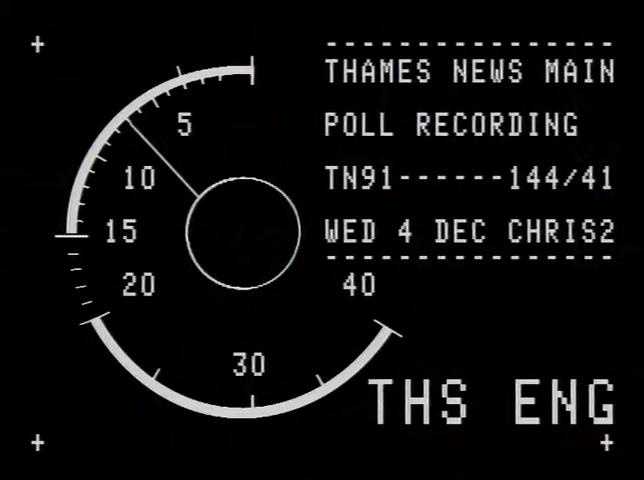 THAMES NEWS MAIN
POLL RECORDING
TN91------144/41
WED 4 DEC CHRIS2
5
10
15
20
30
40
THS ENG